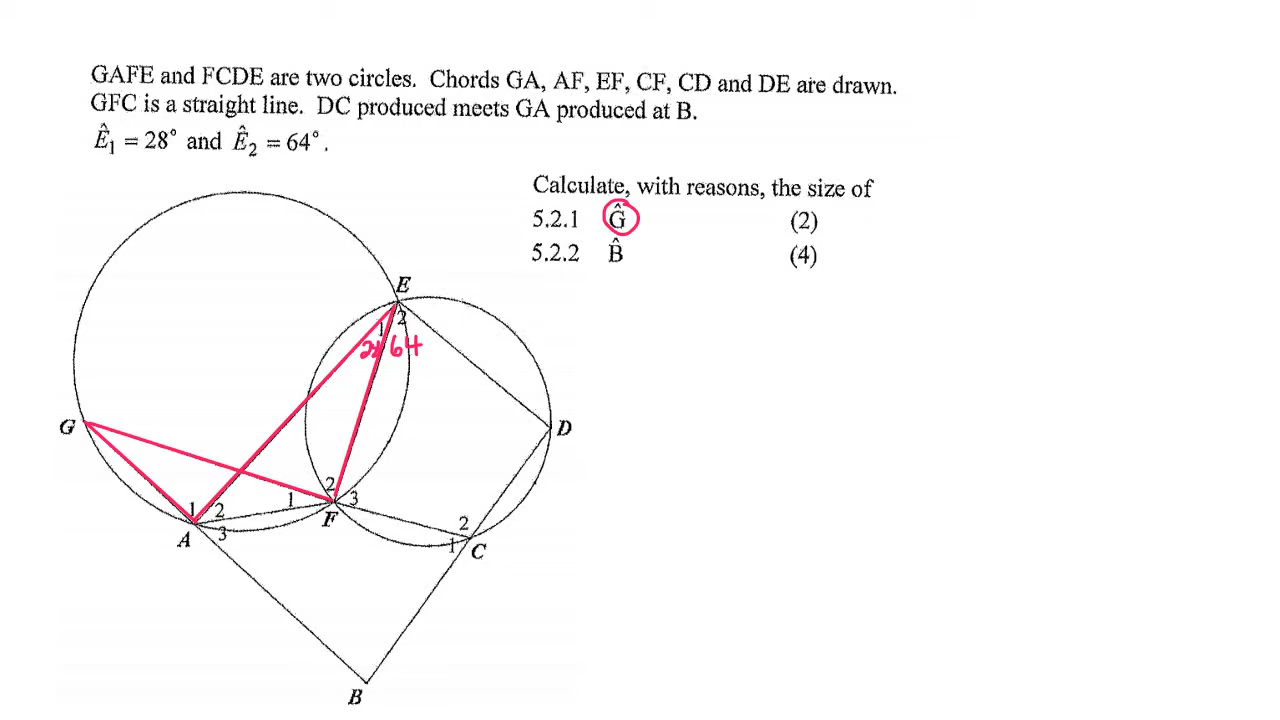 GAFE and FCDE are two circles. Chords GA, AF, EF, CF, CD and DE are drawn.
GFC is a straight line. DC produced meets GA produced at B.
Ê₁ = 28° and Ê₂ = 64°.
Calculate, with reasons, the size of
5.2.1 Ĝ (2)
5.2.2 B̂ (4)
E
1 2
28 64
G
D
1 2 1 2 3
3
A
F
2
1 C
B